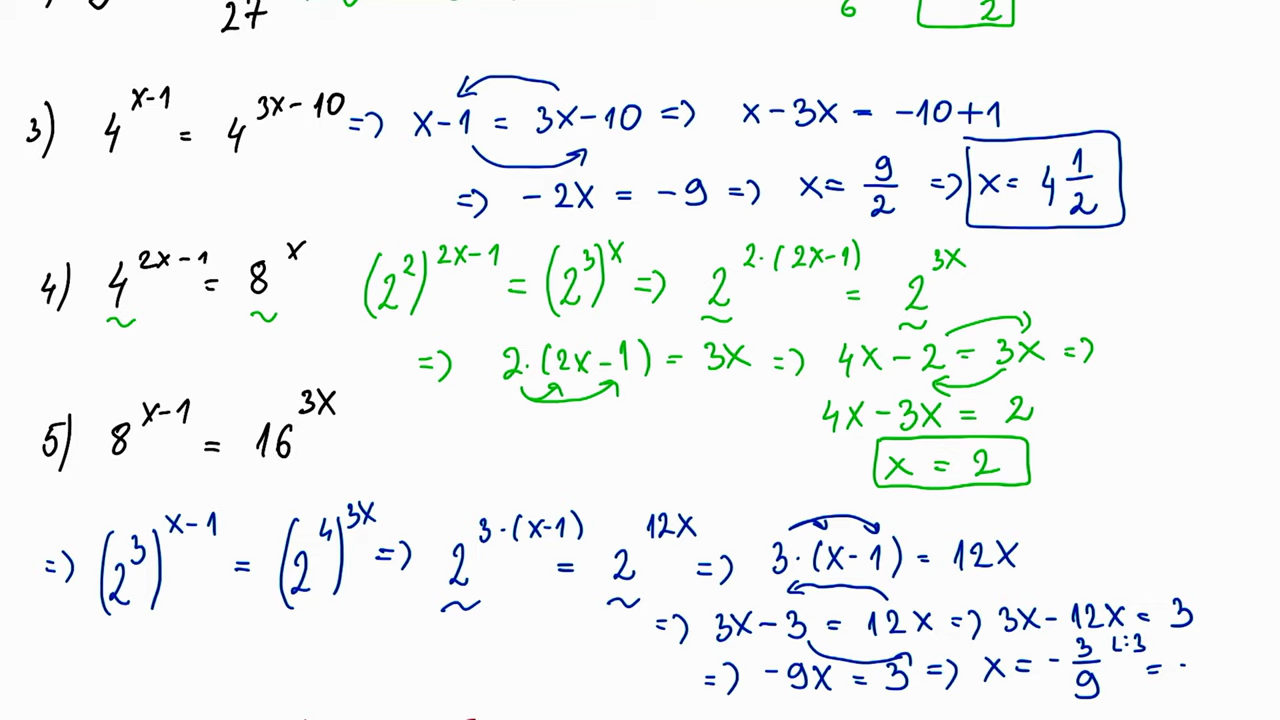 27 6 2
3) 4^(x-1) = 4^(3x-10) => x-1 = 3x-10 => x-3x = -10+1
=> -2x = -9 => x = 9/2 => x = 4 1/2
4) 4^(2x-1) = 8^x (2^2)^(2x-1) = (2^3)^x => 2^(2·(2x-1)) = 2^(3x)
=> 2·(2x-1) = 3x => 4x-2 = 3x =>
4x-3x = 2
x = 2
5) 8^(x-1) = 16^(3x)
=> (2^3)^(x-1) = (2^4)^(3x) => 2^(3·(x-1)) = 2^(12x) => 3·(x-1) = 12x
=> 3x-3 = 12x => 3x-12x = 3
=> -9x = 3 => x = -3/9 L:3 = -